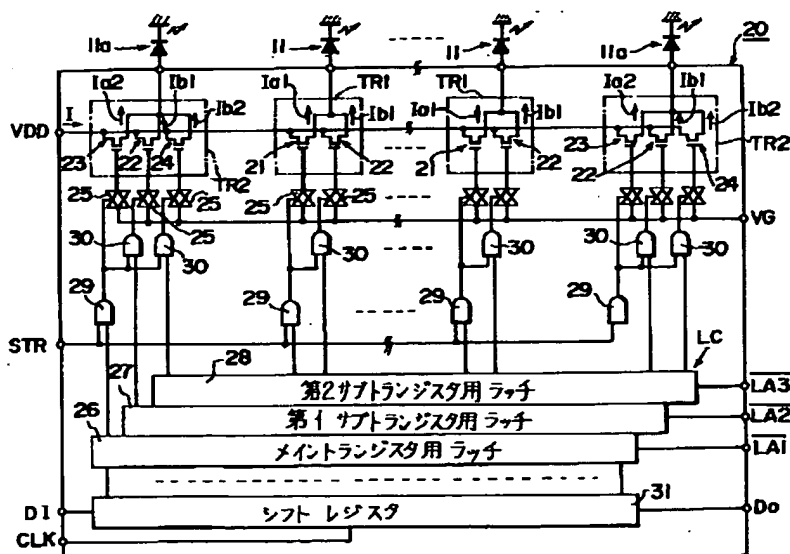 11a 11 11 11a 20
Ia2 Ib1 Ib2 Ia1 TR1 Ib1 TR1 Ia1 Ib1 Ia2 Ib1 Ib2
I
VDD
23 22 24 TR2 21 22 21 22 23 22 24 TR2
25 25 25 25 25 25
VG
30 30 30 30 30 30
29 29 29 29
STR
28 第2サブトランジスタ用 ラッチ LC LA3
27 第1サブトランジスタ用 ラッチ LA2
26 メイントランジスタ用 ラッチ LA1
DI シフト レジスタ 31 Do
CLK